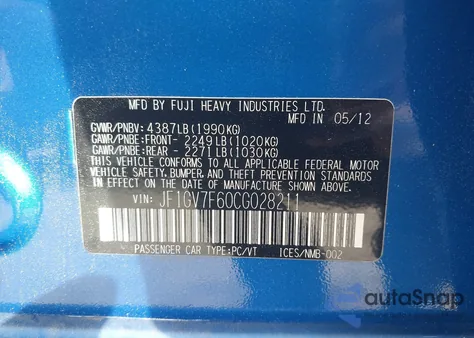 MFD BY FUJI HEAVY INDUSTRIES LTD.
MFD IN 05/12
GVWR/PNBV: 4387LB(1990KG)
GAWR/PNBE:FRONT- 2249LB(1020KG)
GAWR/PNBE:REAR - 2271LB(1030KG)
THIS VEHICLE CONFORMS TO ALL APPLICABLE FEDERAL MOTOR
VEHICLE SAFETY,BUMPER, AND THEFT PREVENTION STANDARDS
IN EFFECT ON THE DATE OF MANUFACTURE SHOWN ABOVE.
VIN: JF1GV7F60CG028211
PASSENGER CAR TYPE:PC/VT ICES/NMB-002
autoSnap